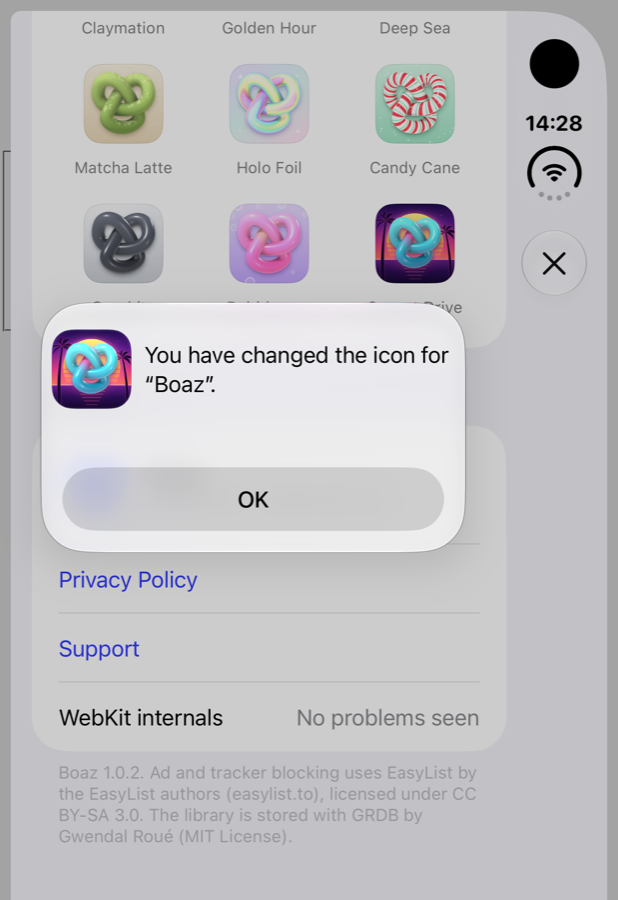 Claymation
Golden Hour
Deep Sea
14:28
Matcha Latte
Holo Foil
Candy Cane
You have changed the icon for
“Boaz”.
OK
Privacy Policy
Support
WebKit internals
No problems seen
Boaz 1.0.2. Ad and tracker blocking uses EasyList by
the EasyList authors (easylist.to), licensed under CC
BY-SA 3.0. The library is stored with GRDB by
Gwendal Roué (MIT License).